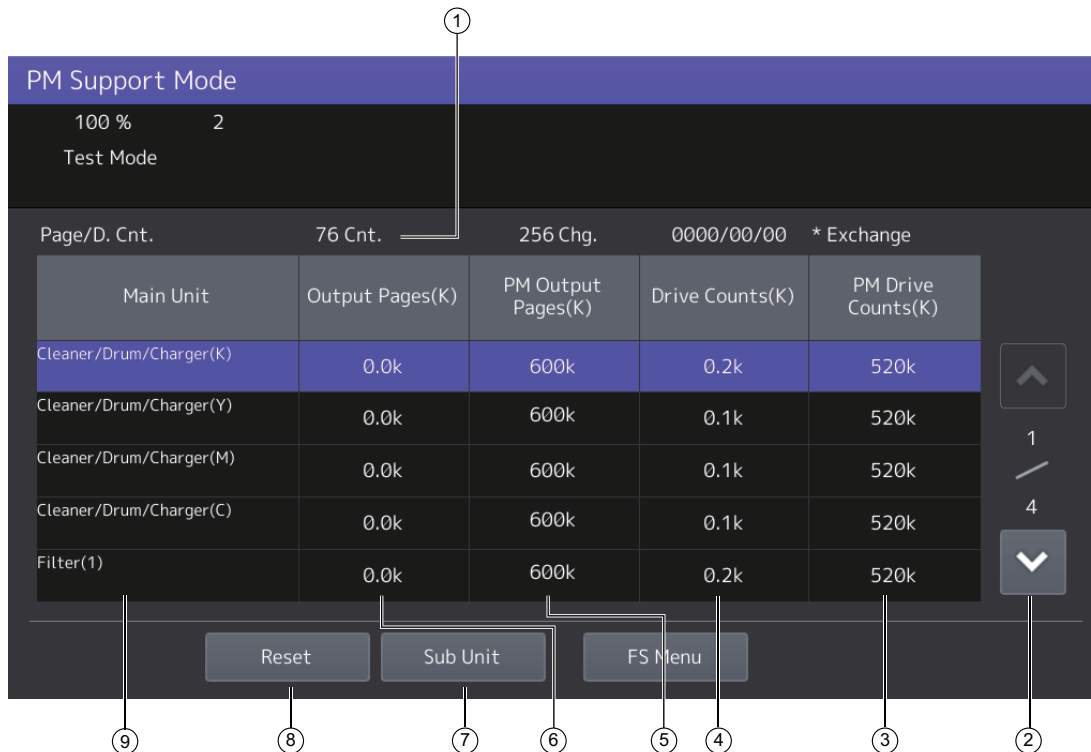 ①
PM Support Mode
100 % 2
Test Mode
Page/D. Cnt. 76 Cnt. 256 Chg. 0000/00/00 * Exchange
Main Unit Output Pages(K) PM Output Pages(K) Drive Counts(K) PM Drive Counts(K)
Cleaner/Drum/Charger(K) 0.0k 600k 0.2k 520k
Cleaner/Drum/Charger(Y) 0.0k 600k 0.1k 520k
Cleaner/Drum/Charger(M) 0.0k 600k 0.1k 520k
Cleaner/Drum/Charger(C) 0.0k 600k 0.1k 520k
Filter(1) 0.0k 600k 0.2k 520k
1
4
Reset Sub Unit FS Menu
⑨ ⑧ ⑦ ⑥ ⑤ ④ ③ ②